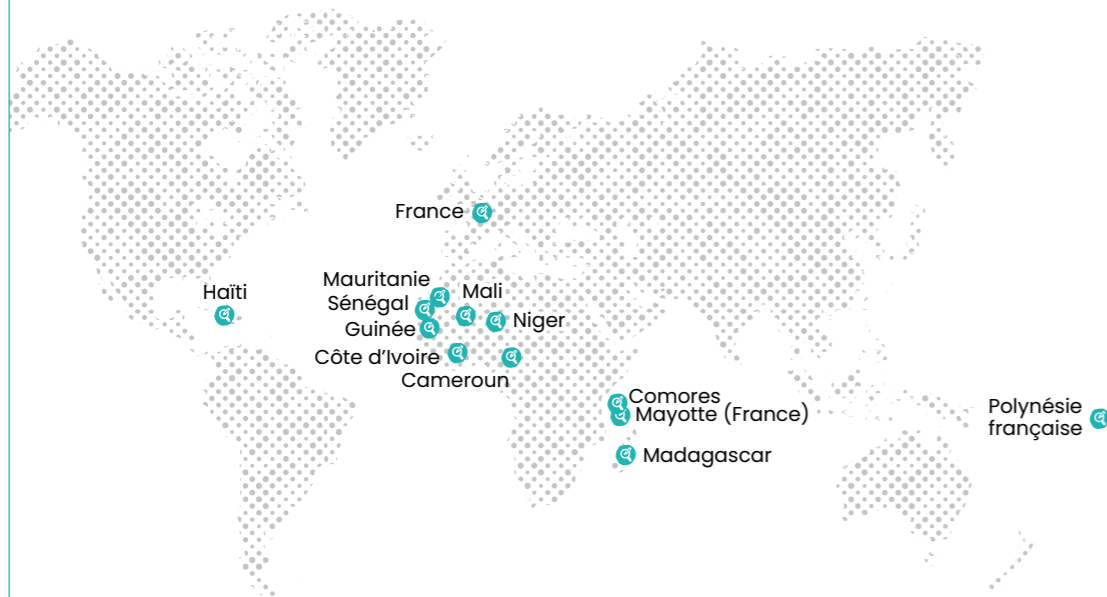 France
Haïti
Mauritanie
Mali
Sénégal
Guinée
Niger
Côte d'Ivoire
Cameroun
Comores
Mayotte (France)
Polynésie
française
Madagascar